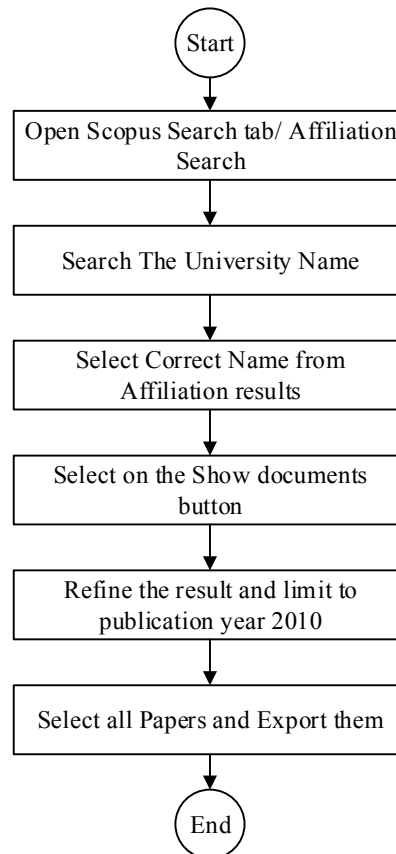 Start
Open Scopus Search tab/ Affiliation
Search
Search The University Name
Select Correct Name from
Affiliation results
Select on the Show documents
button
Refine the result and limit to
publication year 2010
Select all Papers and Export them
End